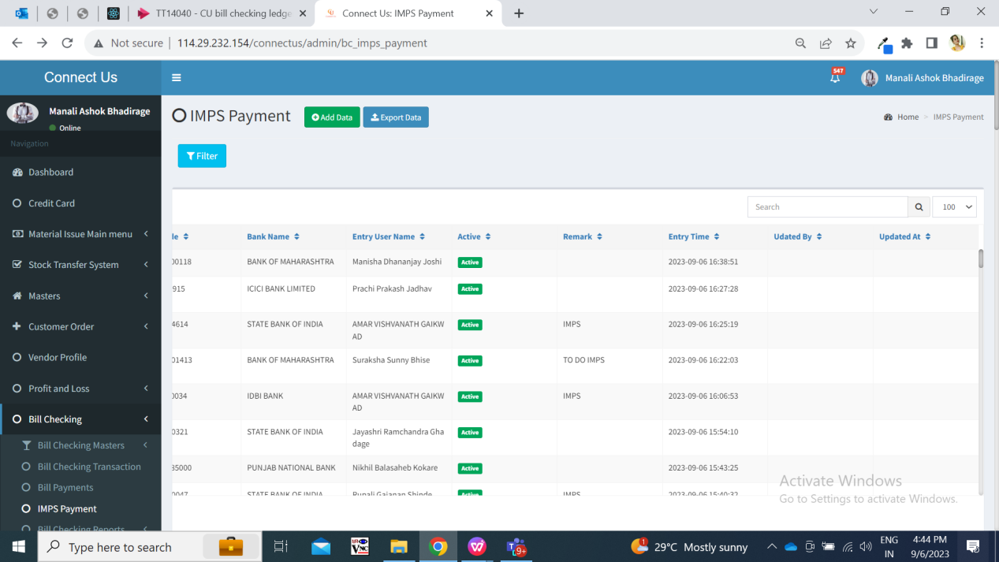 TT14040 - CU bill checking ledge
Connect Us: IMPS Payment
Not secure
114.29.232.154/connectus/admin/bc_imps_payment
Connect Us
547
Manali Ashok Bhadirage
Manali Ashok Bhadirage
Online
Navigation
Dashboard
Credit Card
Material Issue Main menu
Stock Transfer System
Masters
Customer Order
Vendor Profile
Profit and Loss
Bill Checking
Bill Checking Masters
Bill Checking Transaction
Bill Payments
IMPS Payment
Bill Checking Reports
IMPS Payment
Add Data
Export Data
Home > IMPS Payment
Filter
Search
100
de Bank Name Entry User Name Active Remark Entry Time Udated By Updated At
00118 BANK OF MAHARASHTRA Manisha Dhananjay Joshi Active 2023-09-06 16:38:51
915 ICICI BANK LIMITED Prachi Prakash Jadhav Active 2023-09-06 16:27:28
4614 STATE BANK OF INDIA AMAR VISHVANATH GAIKW Active IMPS 2023-09-06 16:25:19
AD
01413 BANK OF MAHARASHTRA Suraksha Sunny Bhise Active TO DO IMPS 2023-09-06 16:22:03
0034 IDBI BANK AMAR VISHVANATH GAIKW Active IMPS 2023-09-06 16:06:53
AD
0321 STATE BANK OF INDIA Jayashri Ramchandra Gha Active 2023-09-06 15:54:10
dage
35000 PUNJAB NATIONAL BANK Nikhil Balasaheb Kokare Active 2023-09-06 15:43:25
0047 STATE BANK OF INDIA Rupali Gajanan Shinde Active IMPS 2023-09-06 15:40:32
Activate Windows
Go to Settings to activate Windows.
Type here to search
VNC
9+
1
29°C Mostly sunny
ENG
IN
4:44 PM
9/6/2023